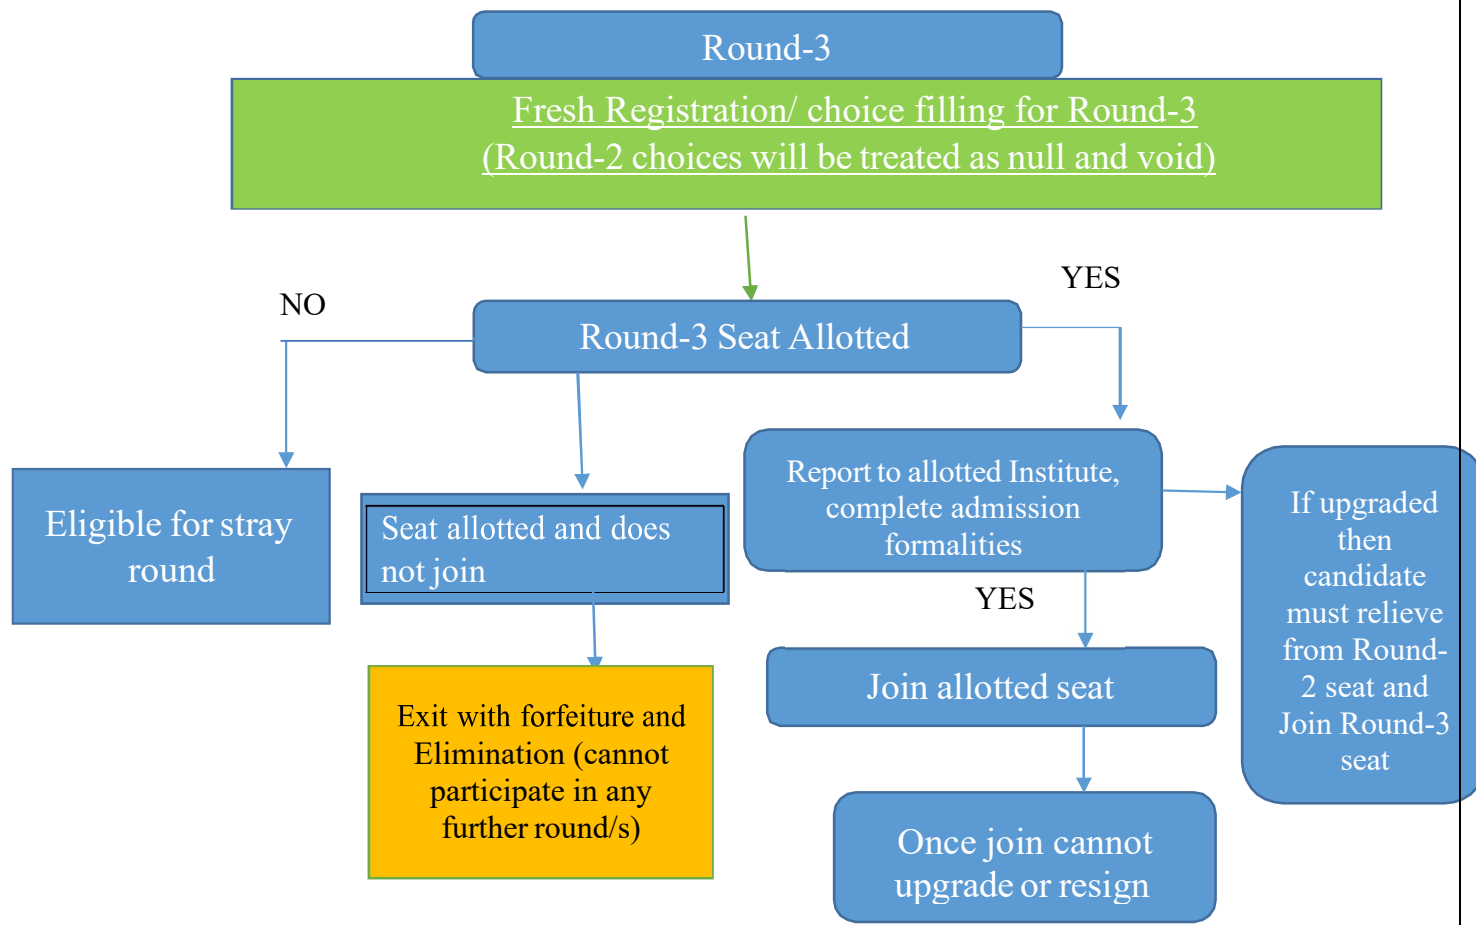 Round-3
Fresh Registration/ choice filling for Round-3
(Round-2 choices will be treated as null and void)
YES
NO
Round-3 Seat Allotted
Report to allotted Institute,
complete admission
formalities
If upgraded
then
candidate
must relieve
from Round-
2 seat and
Join Round-3
seat
Eligible for stray
round
Seat allotted and does
not join
YES
Join allotted seat
Exit with forfeiture and
Elimination (cannot
participate in any
further round/s)
Once join cannot
upgrade or resign